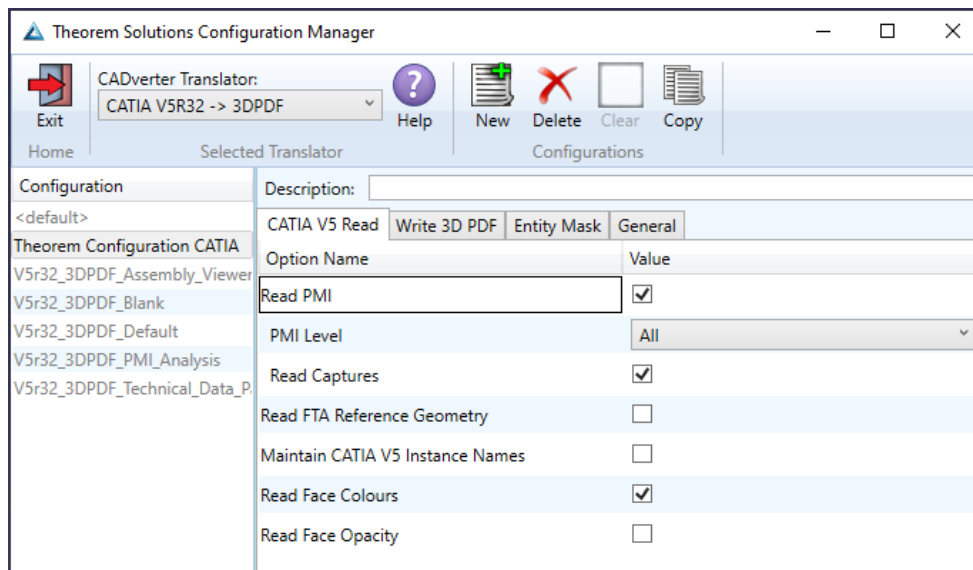 Theorem Solutions Configuration Manager
CADverter Translator:
CATIA V5R32 -> 3DPDF
Exit
Help
New
Delete
Clear
Copy
Home
Selected Translator
Configurations
Configuration
<default>
Theorem Configuration CATIA
V5r32_3DPDF_Assembly_Viewer
V5r32_3DPDF_Blank
V5r32_3DPDF_Default
V5r32_3DPDF_PMI_Analysis
V5r32_3DPDF_Technical_Data_P
Description:
CATIA V5 Read
Write 3D PDF
Entity Mask
General
Option Name
Value
Read PMI
PMI Level
All
Read Captures
Read FTA Reference Geometry
Maintain CATIA V5 Instance Names
Read Face Colours
Read Face Opacity